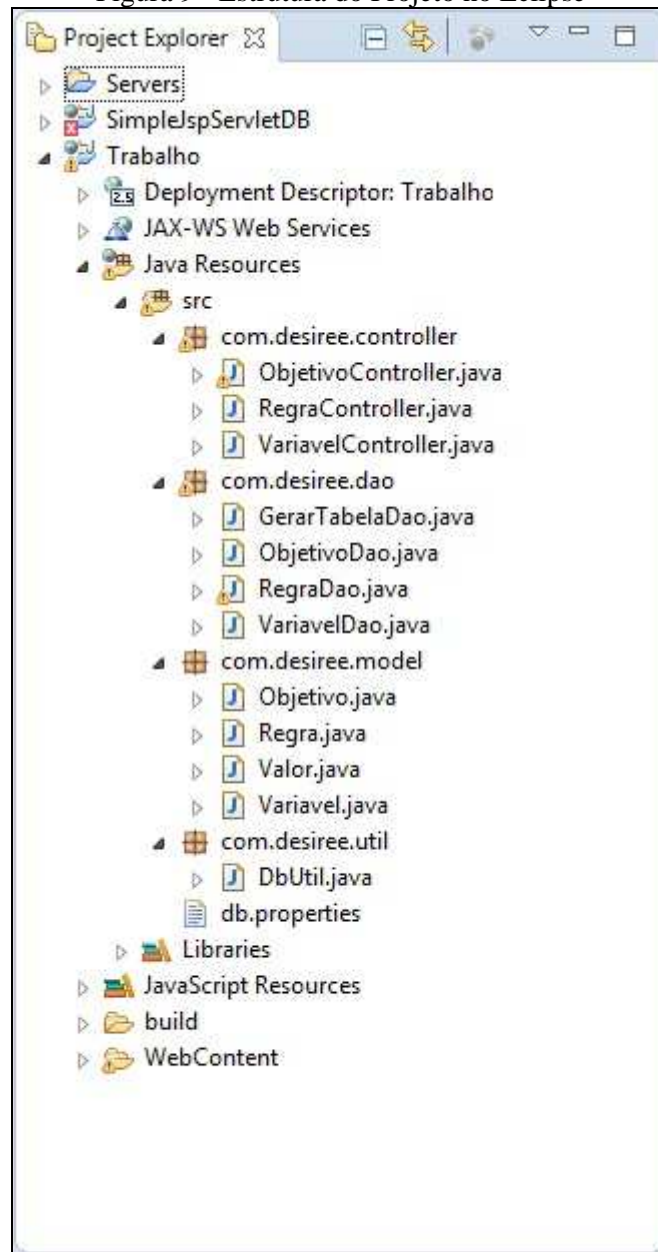 Figura 9 - Estrutura do Projeto no Eclipse
Project Explorer
Servers
SimpleJspServletDB
Trabalho
2.5 Deployment Descriptor: Trabalho
JAX-WS Web Services
Java Resources
src
com.desiree.controller
J ObjetivoController.java
J RegraController.java
J VariavelController.java
com.desiree.dao
J GerarTabelaDao.java
J ObjetivoDao.java
J RegraDao.java
J VariavelDao.java
com.desiree.model
J Objetivo.java
J Regra.java
J Valor.java
J Variavel.java
com.desiree.util
J DbUtil.java
db.properties
Libraries
JavaScript Resources
build
WebContent